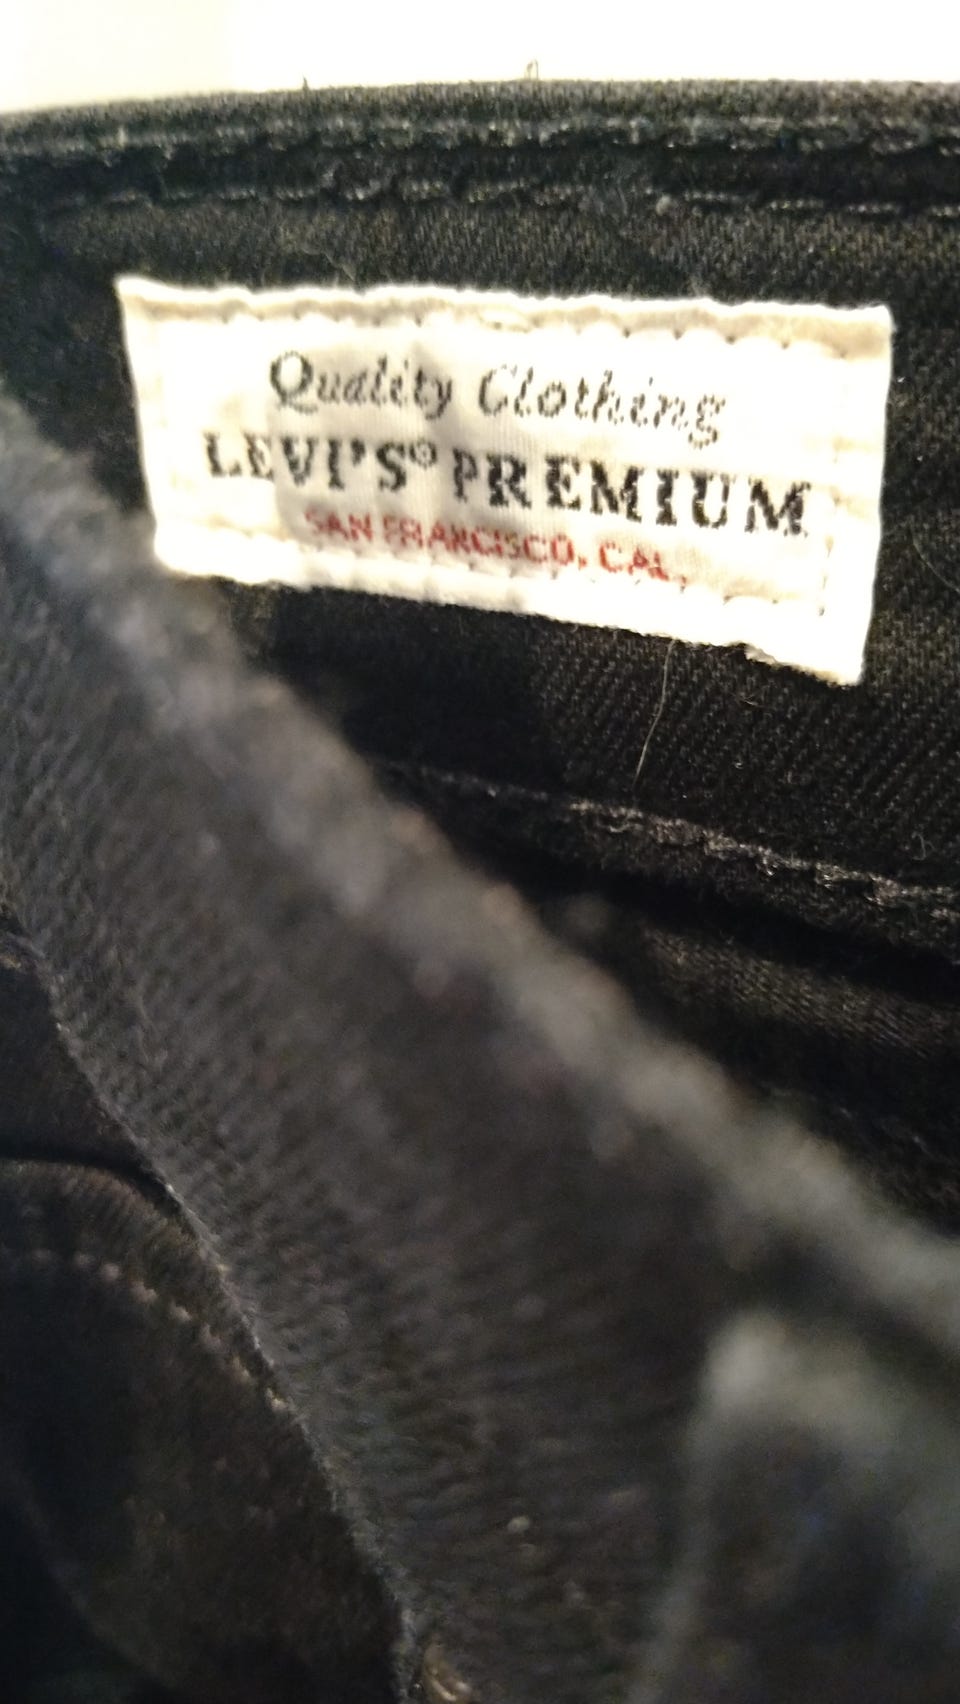 Quality Clothing
LEVI'S® PREMIUM
SAN FRANCISCO, CAL.